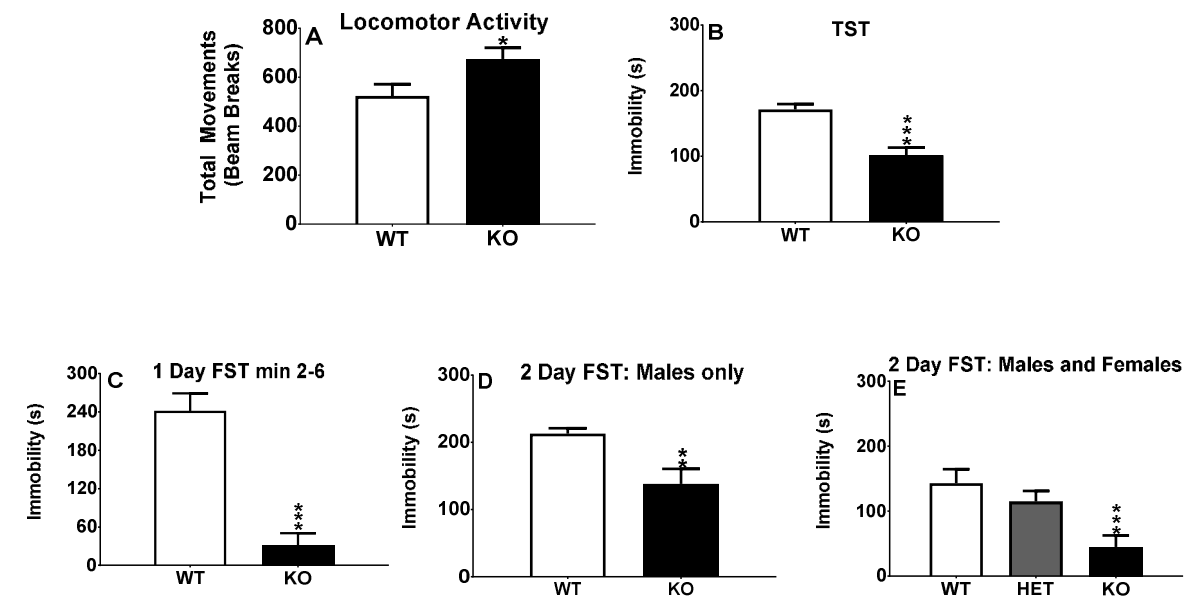 A
Locomotor Activity
Total Movements
(Beam Breaks)
800
600
400
200
0
*
WT
KO
B
TST
Immobility (s)
300
200
100
0
***
WT
KO
C
1 Day FST min 2-6
Immobility (s)
300
240
180
120
60
0
***
WT
KO
D
2 Day FST: Males only
Immobility (s)
300
200
100
0
**
WT
KO
E
2 Day FST: Males and Females
Immobility (s)
300
200
100
0
***
WT
HET
KO